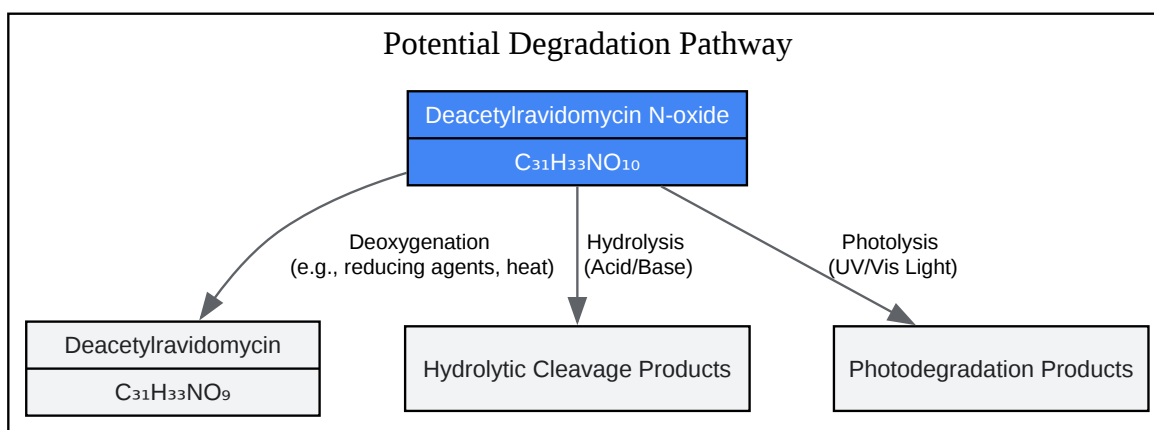 Potential Degradation Pathway
Deacetylravidomycin N-oxide
C₃₁H₃₃NO₁₀
Deoxygenation
(e.g., reducing agents, heat)
Hydrolysis
(Acid/Base)
Photolysis
(UV/Vis Light)
Deacetylravidomycin
C₃₁H₃₃NO₉
Hydrolytic Cleavage Products
Photodegradation Products